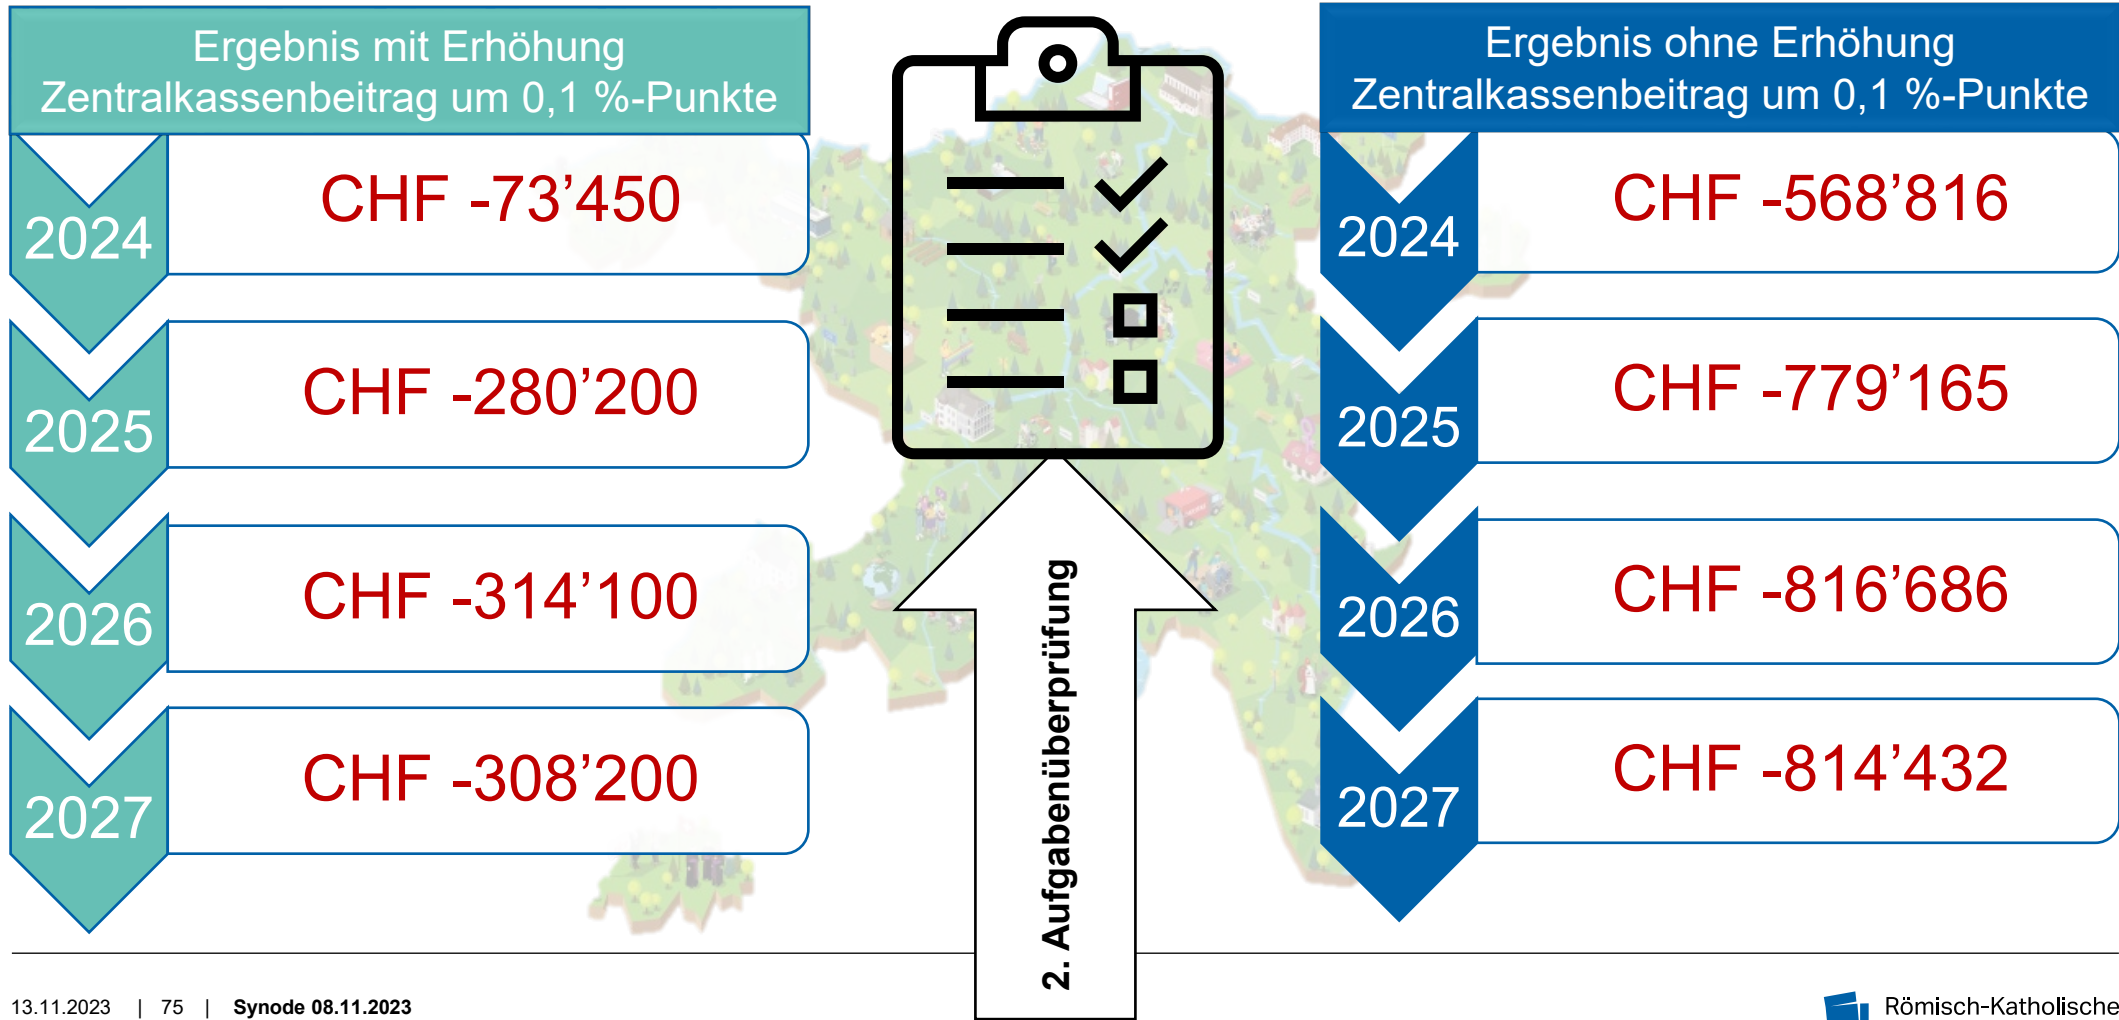 Ergebnis mit Erhöhung
Zentralkassenbeitrag um 0,1 %-Punkte
2024
CHF -73’450
2025
CHF -280’200
2026
CHF -314’100
2027
CHF -308’200
2. Aufgabenüberprüfung
Ergebnis ohne Erhöhung
Zentralkassenbeitrag um 0,1 %-Punkte
2024
CHF -568’816
2025
CHF -779’165
2026
CHF -816’686
2027
CHF -814’432
13.11.2023 | 75 | Synode 08.11.2023
Römisch-Katholische